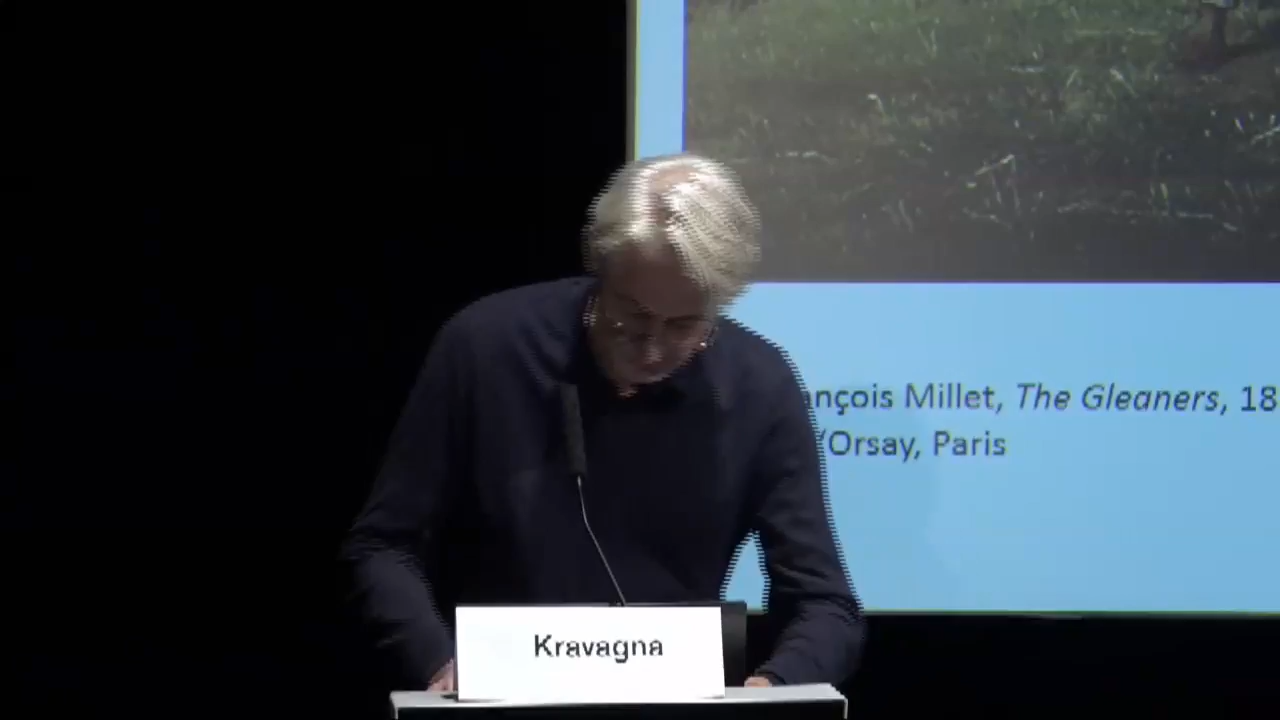 nçois Millet, The Gleaners, 18
'Orsay, Paris
Kravagna